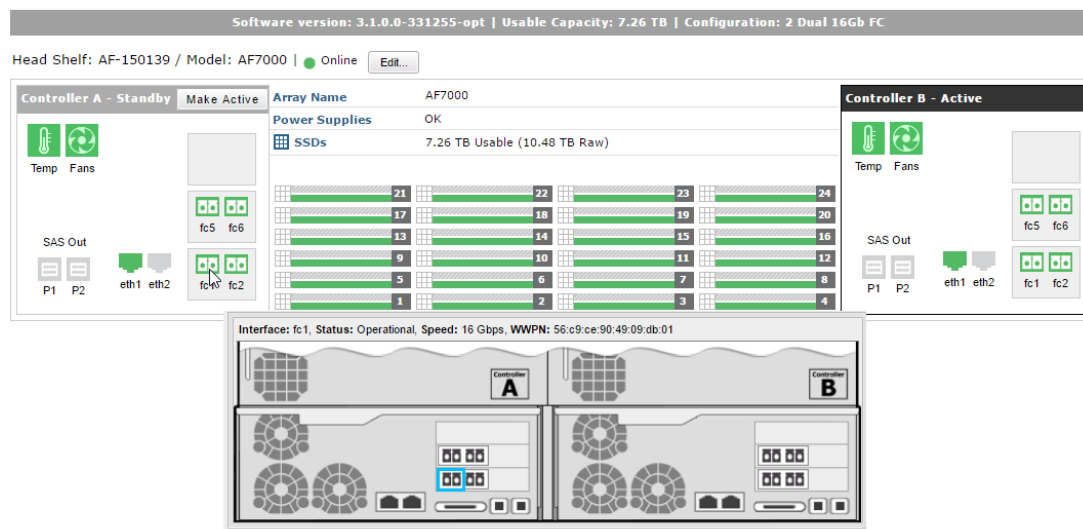 Software version: 3.1.0.0-331255-opt | Usable Capacity: 7.26 TB | Configuration: 2 Dual 16Gb FC
Head Shelf: AF-150139 / Model: AF7000 | Online Edit...
Controller A - Standby Make Active
Temp Fans
fc5 fc6
SAS Out
P1 P2 eth1 eth2 fc1 fc2
Array Name AF7000
Power Supplies OK
SSDs 7.26 TB Usable (10.48 TB Raw)
21 22 23 24
17 18 19 20
13 14 15 16
9 10 11 12
5 6 7 8
1 2 3 4
Controller B - Active
Temp Fans
fc5 fc6
SAS Out
P1 P2 eth1 eth2 fc1 fc2
Interface: fc1, Status: Operational, Speed: 16 Gbps, WWPN: 56:c9:ce:90:49:09:db:01
Controller Controller
A B